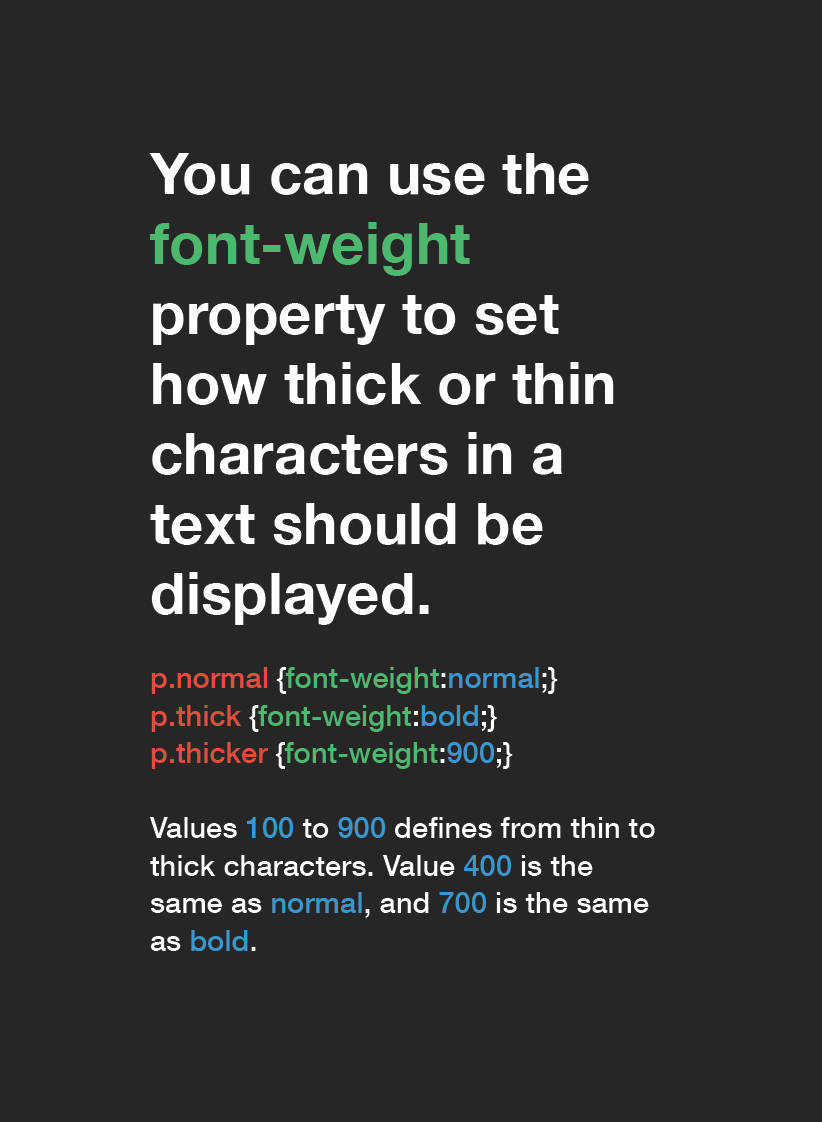 You can use the
font-weight
property to set
how thick or thin
characters in a
text should be
displayed.
p.normal {font-weight:normal;}
p.thick {font-weight:bold;}
p.thicker {font-weight:900;}
Values 100 to 900 defines from thin to
thick characters. Value 400 is the
same as normal, and 700 is the same
as bold.